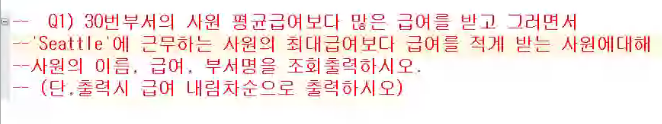 -- Q1) 30번부서의 사원 평균급여보다 많은 급여를 받고 그러면서
--'Seattle'에 근무하는 사원의 최대급여보다 급여를 적게 받는 사원에대해
--사원의 이름, 급여, 부서명을 조회출력하시오.
-- (단,출력시 급여 내림차순으로 출력하시오)